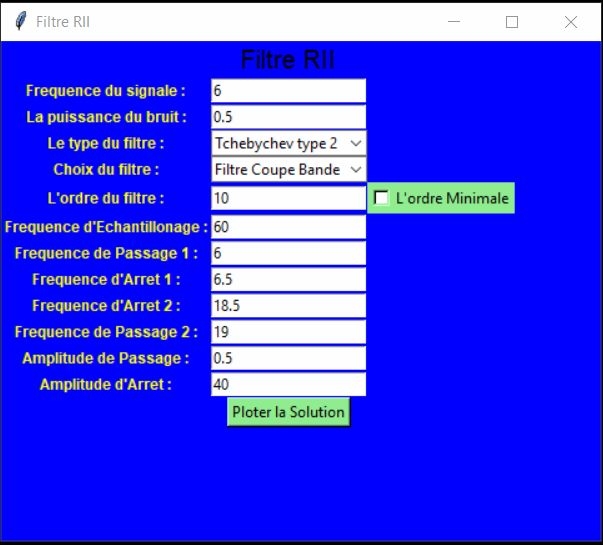 Filtre RII
Filtre RII
Frequence du signale : 6
La puissance du bruit : 0.5
Le type du filtre : Tchebychev type 2
Choix du filtre : Filtre Coupe Bande
L'ordre du filtre : 10 L'ordre Minimale
Frequence d'Echantillonage : 60
Frequence de Passage 1 : 6
Frequence d'Arret 1 : 6.5
Frequence d'Arret 2 : 18.5
Frequence de Passage 2 : 19
Amplitude de Passage : 0.5
Amplitude d'Arret : 40
Ploter la Solution